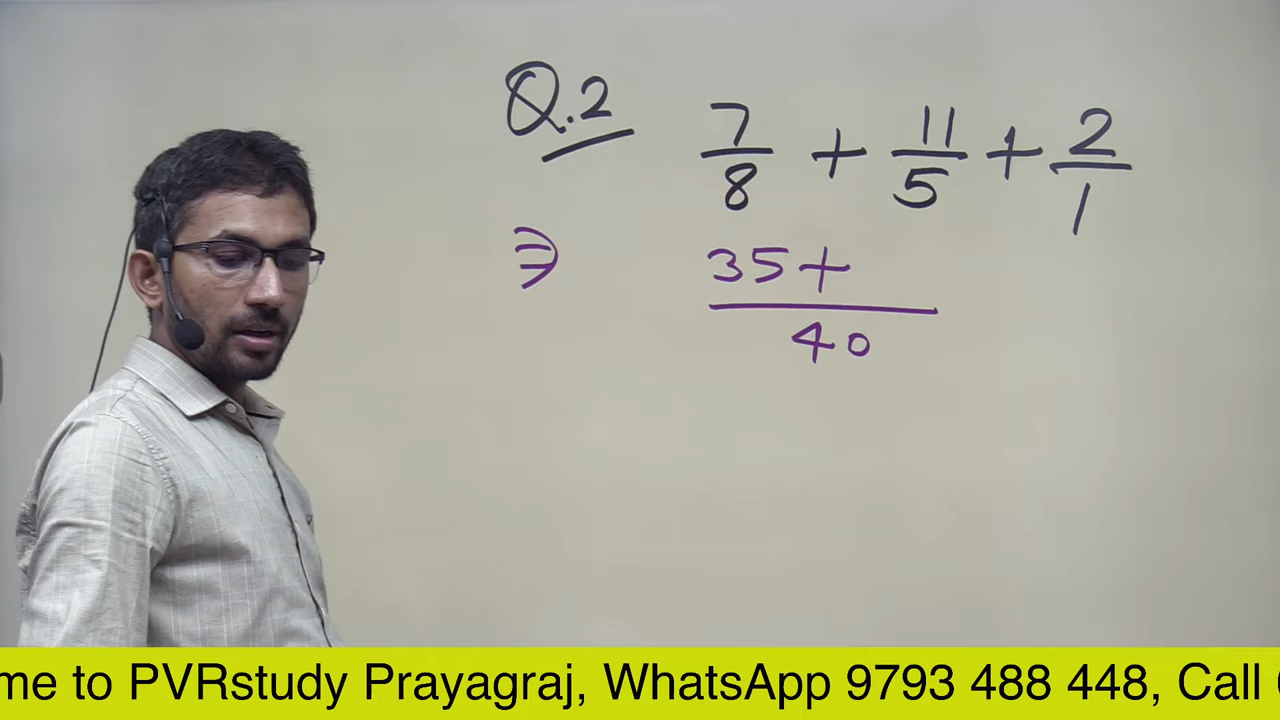 Q.2 7/8 + 11/5 + 2/1
⇒ 35+
40
me to PVRstudy Prayagraj, WhatsApp 9793 488 448, Call